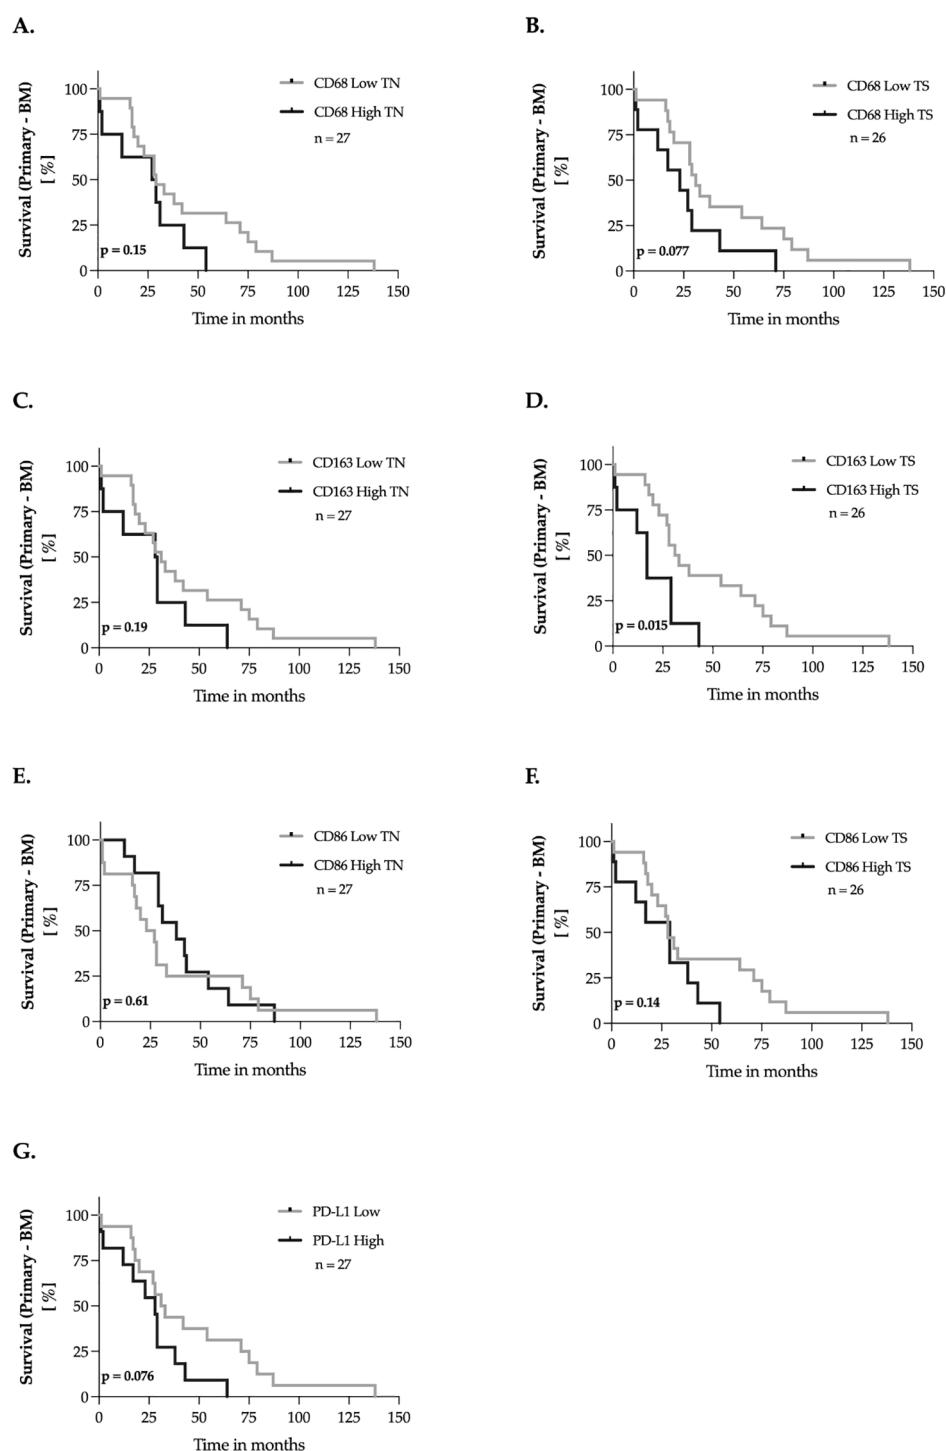 A.
Survival (Primary - BM)
[ %]
100
75
50
25
0
0 25 50 75 100 125 150
Time in months
CD68 Low TN
CD68 High TN
n = 27
p = 0.15
B.
Survival (Primary - BM)
[ %]
100
75
50
25
0
0 25 50 75 100 125 150
Time in months
CD68 Low TS
CD68 High TS
n = 26
p = 0.077
C.
Survival (Primary - BM)
[ %]
100
75
50
25
0
0 25 50 75 100 125 150
Time in months
CD163 Low TN
CD163 High TN
n = 27
p = 0.19
D.
Survival (Primary - BM)
[ %]
100
75
50
25
0
0 25 50 75 100 125 150
Time in months
CD163 Low TS
CD163 High TS
n = 26
p = 0.015
E.
Survival (Primary - BM)
[ %]
100
75
50
25
0
0 25 50 75 100 125 150
Time in months
CD86 Low TN
CD86 High TN
n = 27
p = 0.61
F.
Survival (Primary - BM)
[ %]
100
75
50
25
0
0 25 50 75 100 125 150
Time in months
CD86 Low TS
CD86 High TS
n = 26
p = 0.14
G.
Survival (Primary - BM)
[ %]
100
75
50
25
0
0 25 50 75 100 125 150
Time in months
PD-L1 Low
PD-L1 High
n = 27
p = 0.076